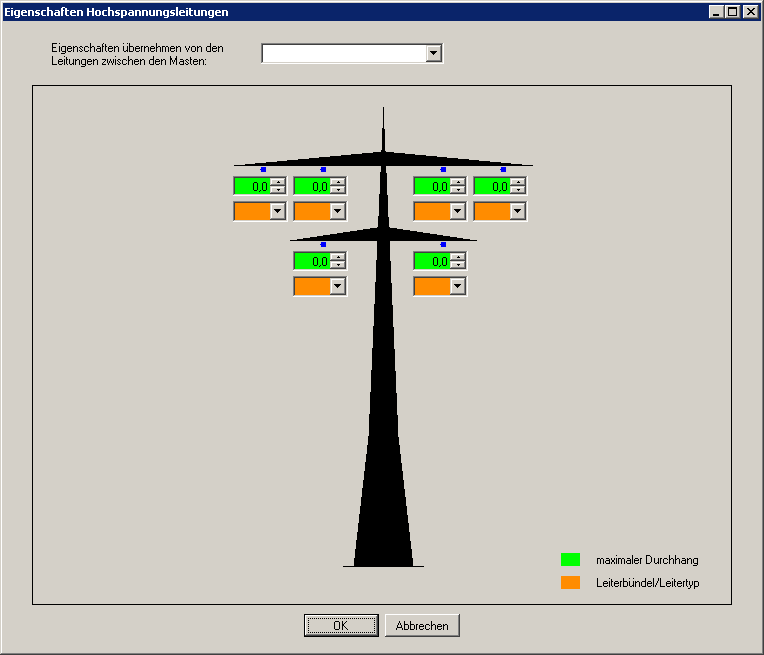 Eigenschaften Hochspannungsleitungen
Eigenschaften übernehmen von den
Leitungen zwischen den Masten:
0,0 0,0 0,0 0,0
0,0 0,0
maximaler Durchhang
Leiterbündel/Leitertyp
OK Abbrechen